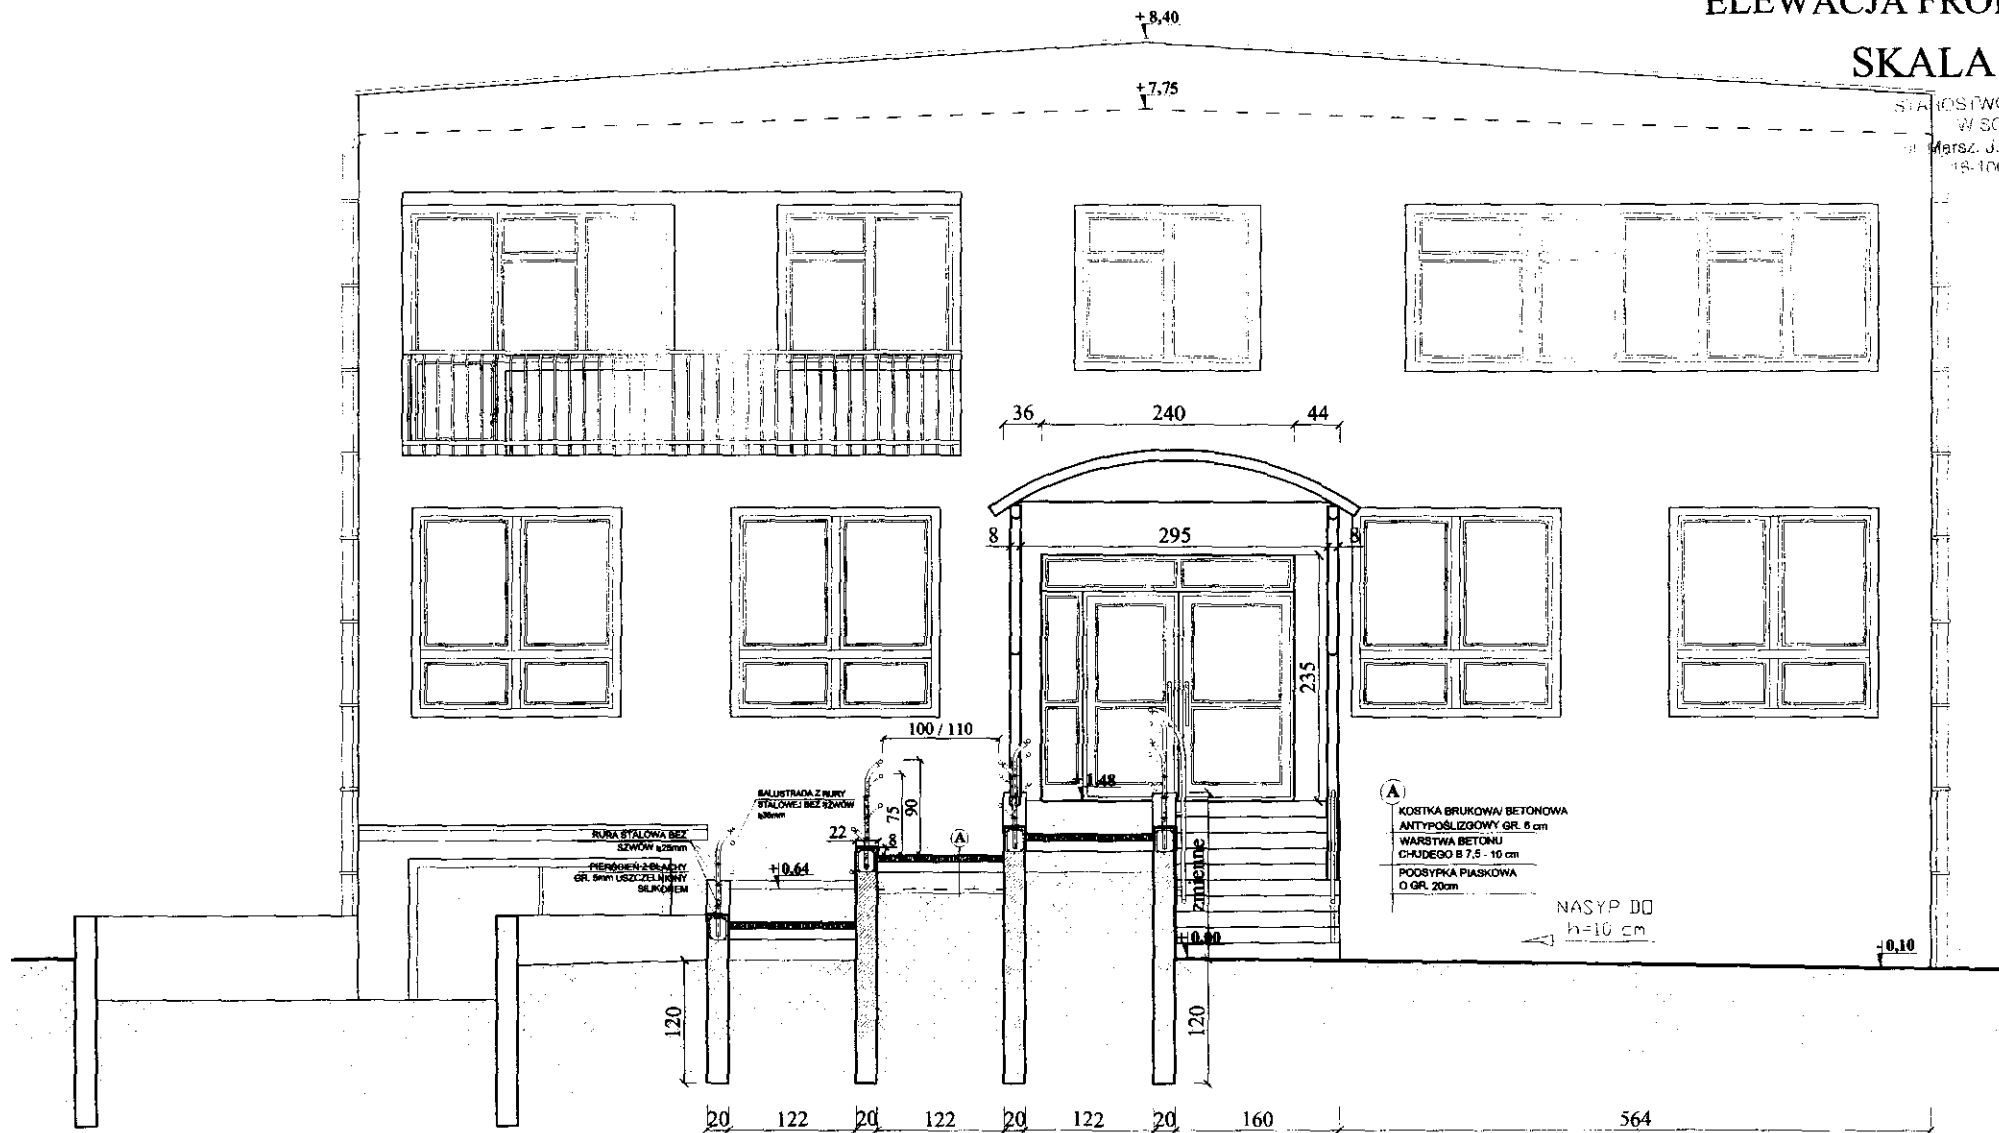 +8,40
SKALA
+7,75
W SO
Marsz. J.
36
240
44
8
295
8
235
100 / 110
75
90
22
8
A
+1,48
BALUSTRADA Z RURY
STALOWEJ BEZ SZWÓW
RURA STALOWA BEZ
SZWÓW
PIERŚCIEŃ Z BLACHY
GR. 5mm USZCZELNIONY
SILIKONEM
+0,64
zmienne
A
KOSTKA BRUKOWA/ BETONOWA
ANTYPOŚLIZGOWY GR. 6 cm
WARSTWA BETONU
CHUDEGO B 7,5 - 10 cm
PODSYPKA PIASKOWA
O GR. 20cm
NASYP DO
h=10 cm
+0,00
-0,10
120
120
20
122
20
122
20
122
20
160
564